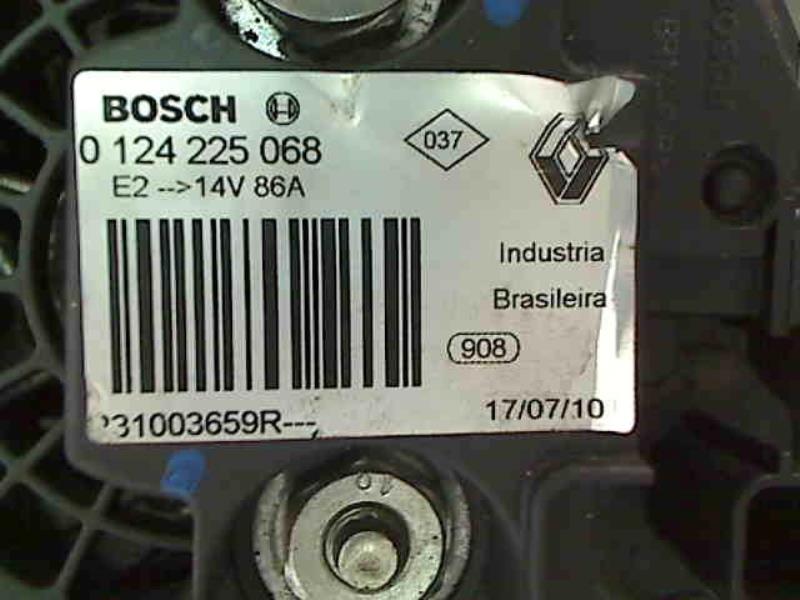 BOSCH
0 124 225 068
E2 -->14V 86A
037
Industria
Brasileira
908
31003659R---
17/07/10